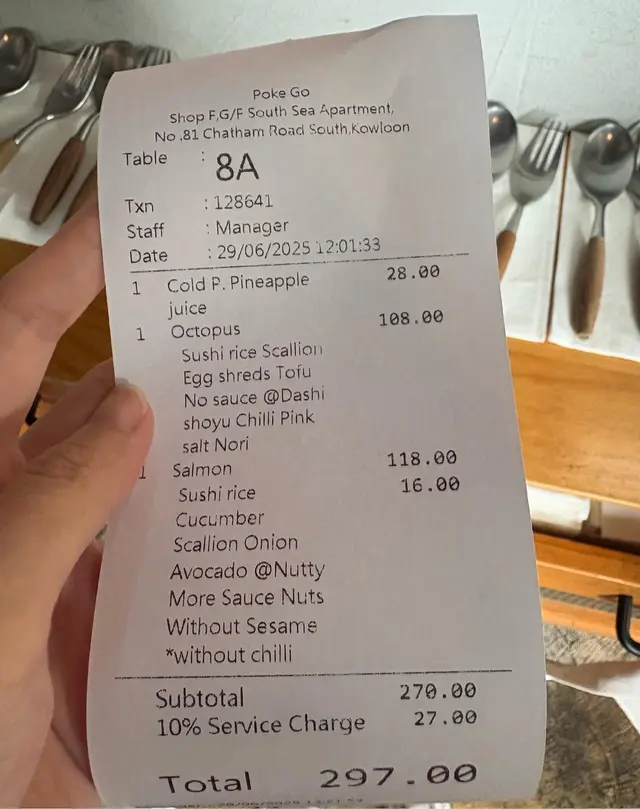 Poke Go
Shop F,G/F South Sea Apartment,
No.81 Chatham Road South,Kowloon
Table : 8A
Txn : 128641
Staff : Manager
Date : 29/06/2025 12:01:33
1 Cold P. Pineapple 28.00
juice
1 Octopus 108.00
Sushi rice Scallion
Egg shreds Tofu
No sauce @Dashi
shoyu Chilli Pink
salt Nori
1 Salmon 118.00
Sushi rice 16.00
Cucumber
Scallion Onion
Avocado @Nutty
More Sauce Nuts
Without Sesame
*without chilli
Subtotal 270.00
10% Service Charge 27.00
Total 297.00